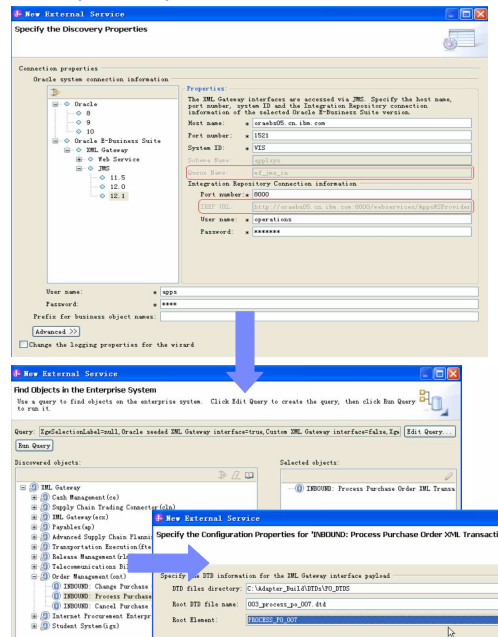 New External Service
Specify the Discovery Properties
Connection properties
Oracle system connection information
Oracle
8
9
10
Oracle E-Business Suite
XML Gateway
Web Service
JMS
11.5
12.0
12.1
Properties:
The XML Gateway interfaces are accessed via JMS. Specify the host name,
port number, system ID and the Integration Repository connection
information of the selected Oracle E-Business Suite version.
Host name: * oraebs05.cn.ibm.com
Port number: * 1521
System ID: * VIS
Schema Name: applsys
Queue Name wf_jms_in
Integration Repository Connection information
Port number:* 8000
IREP URL http://oraebs05.cn.ibm.com:8000/webservices/AppsWSProvider
User name: * operations
Password: * *******
User name: * apps
Password: * ****
Prefix for business object names:
Advanced >>
Change the logging properties for the wizard
New External Service
Find Objects in the Enterprise System
Use a query to find objects on the enterprise system. Click Edit Query to create the query, then click Run Query
to run it.
Query: XgwSelectionLabel=null,Oracle seeded XML Gateway interface=true,Custom XML Gateway interface=false,Xgw Edit Query...
Run Query
Discovered objects:
Selected objects:
XML Gateway
Cash Management(ce)
Supply Chain Trading Connector(cln)
XML Gateway(ecx)
Payables(ap)
Advanced Supply Chain Planni
Transportation Execution(fte
Release Management(rl
Telecommunications Bil
Order Management(ont)
INBOUND: Change Purchase
INBOUND: Process Purchase
INBOUND: Cancel Purchase
Internet Procurement Enterpr
Student System(igs)
INBOUND: Process Purchase Order XML Transa
New External Service
Specify the Configuration Properties for 'INBOUND: Process Purchase Order XML Transacti
Specify the DTD information for the XML Gateway interface payload
DTD files directory: C:\Adapter_Build\DTDs\PO_DTDS
Root DTD file name: 003_process_po_007.dtd
Root Element: PROCESS_PO_007